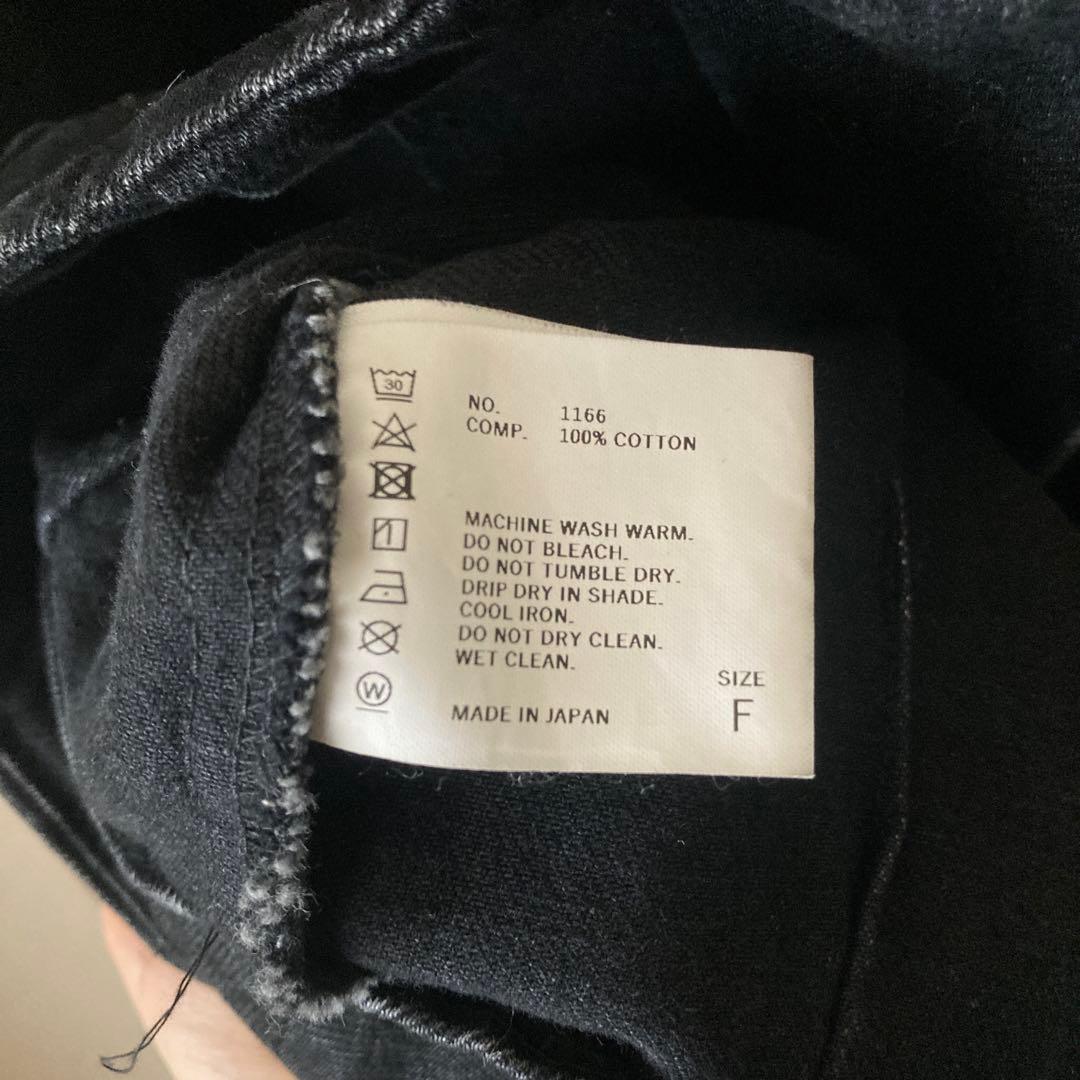 30
NO. 1166
COMP. 100% COTTON
MACHINE WASH WARM.
DO NOT BLEACH.
DO NOT TUMBLE DRY.
DRIP DRY IN SHADE.
COOL IRON.
DO NOT DRY CLEAN.
WET CLEAN.
W
SIZE
F
MADE IN JAPAN